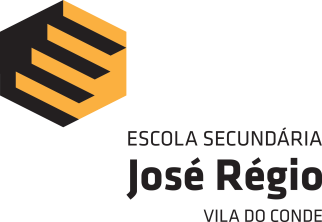 ESCOLA SECUNDÁRIA
José Régio
VILA DO CONDE